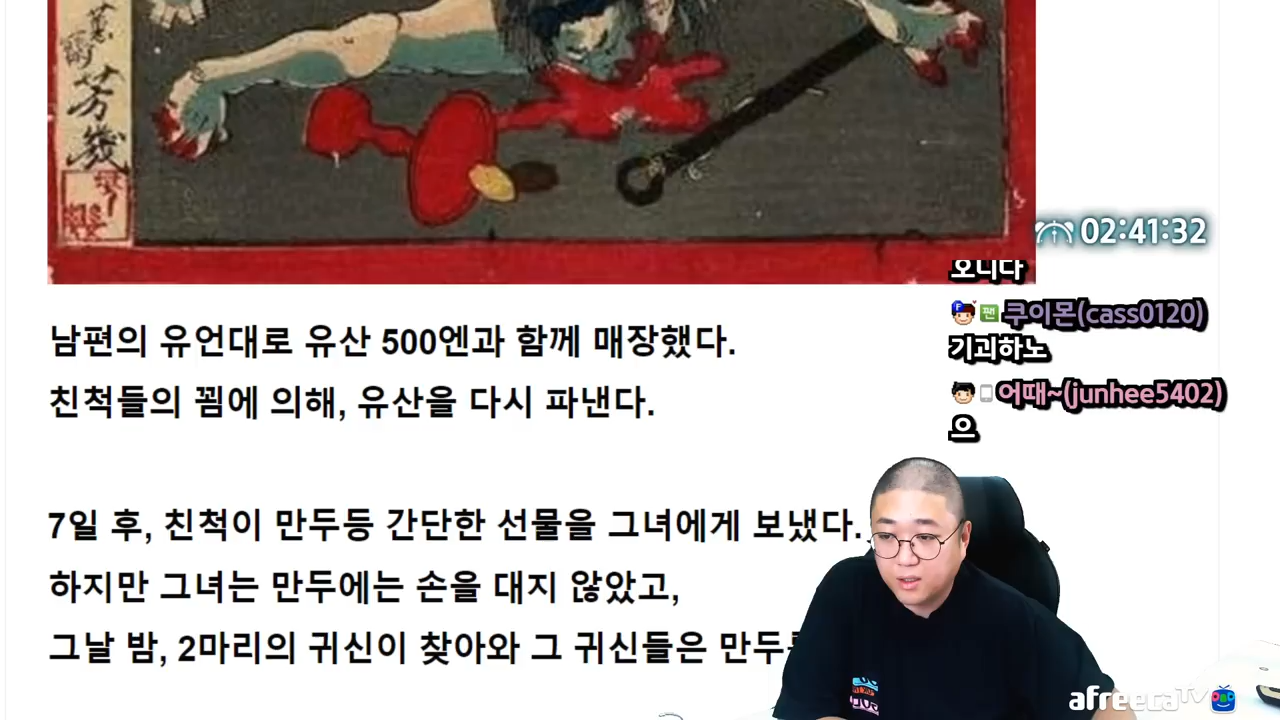 芳幾
02:41:32
오니다
쿠이몬(cass0120)
기괴하노
어때~(junhee5402)
으
남편의 유언대로 유산 500엔과 함께 매장했다.
친척들의 꾐에 의해, 유산을 다시 파낸다.
7일 후, 친척이 만두등 간단한 선물을 그녀에게 보냈다.
하지만 그녀는 만두에는 손을 대지 않았고,
그날 밤, 2마리의 귀신이 찾아와 그 귀신들은 만두
afreecaTV